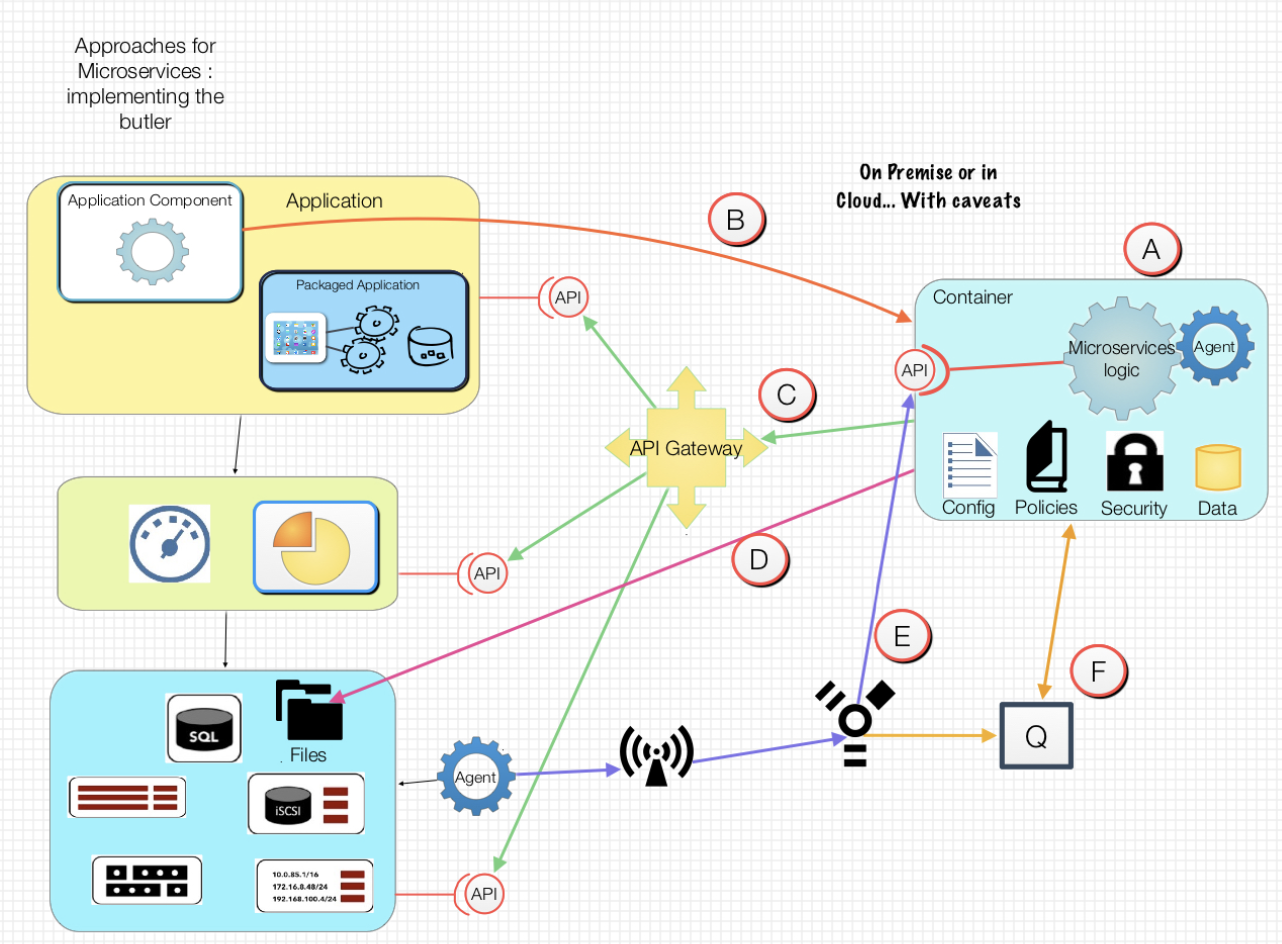 Approaches for
Microservices :
implementing the
butler
On Premise or in
Cloud... With caveats
Application Component
Application
B
A
Packaged Application
API
Container
Microservices
logic
Agent
API
C
API Gateway
Config
Policies
Security
Data
D
API
E
F
SQL
Files
Agent
Q
iSCSI
10.0.85.1/16
172.16.8.48/24
192.168.100.4/24
API